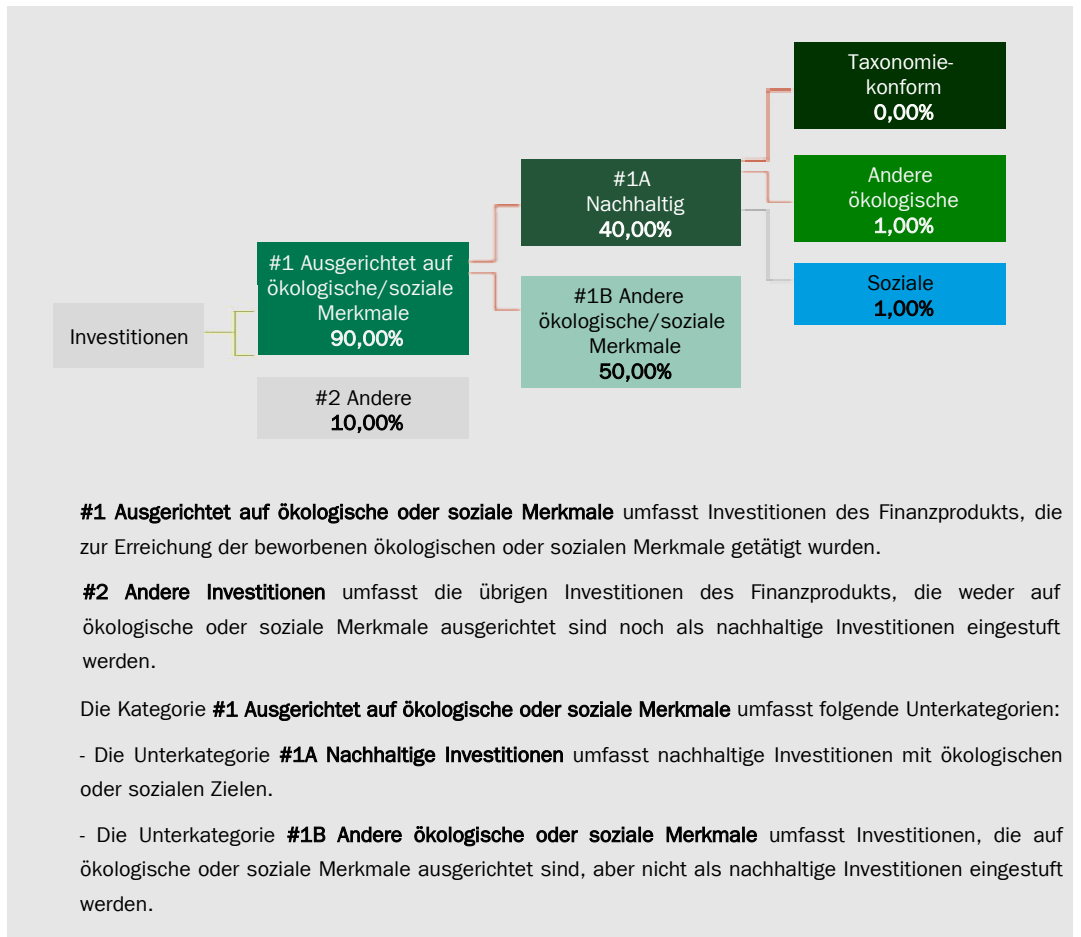 Taxonomie-
konform
0,00%
#1A
Nachhaltig
40,00%
Andere
ökologische
1,00%
#1 Ausgerichtet auf
ökologische/soziale
Merkmale
90,00%
Soziale
1,00%
#1B Andere
ökologische/soziale
Merkmale
50,00%
Investitionen
#2 Andere
10,00%
#1 Ausgerichtet auf ökologische oder soziale Merkmale umfasst Investitionen des Finanzprodukts, die
zur Erreichung der beworbenen ökologischen oder sozialen Merkmale getätigt wurden.
#2 Andere Investitionen umfasst die übrigen Investitionen des Finanzprodukts, die weder auf
ökologische oder soziale Merkmale ausgerichtet sind noch als nachhaltige Investitionen eingestuft
werden.
Die Kategorie #1 Ausgerichtet auf ökologische oder soziale Merkmale umfasst folgende Unterkategorien:
- Die Unterkategorie #1A Nachhaltige Investitionen umfasst nachhaltige Investitionen mit ökologischen
oder sozialen Zielen.
- Die Unterkategorie #1B Andere ökologische oder soziale Merkmale umfasst Investitionen, die auf
ökologische oder soziale Merkmale ausgerichtet sind, aber nicht als nachhaltige Investitionen eingestuft
werden.